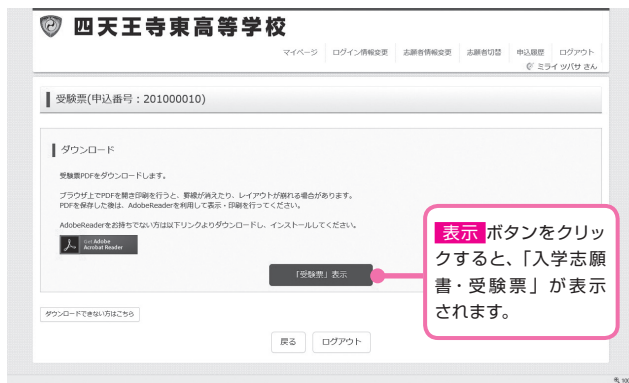 四天王寺東高等学校
マイページ ログイン情報変更 志願者情報変更 志願者切替 申込履歴 ログアウト
ミライ ツバサ さん
受験票(申込番号:201000010)
ダウンロード
受験票PDFをダウンロードします。
ブラウザ上でPDFを開き印刷を行うと、罫線が消えたり、レイアウトが崩れる場合があります。
PDFを保存した後は、AdobeReaderを利用して表示・印刷を行ってください。
AdobeReaderをお持ちでない方は以下リンクよりダウンロードし、インストールしてください。
Get Adobe
Acrobat Reader
「受験票」表示
表示 ボタンをクリッ
クすると、「入学志願
書・受験票」が表示
されます。
ダウンロードできない方はこちら
戻る ログアウト
100